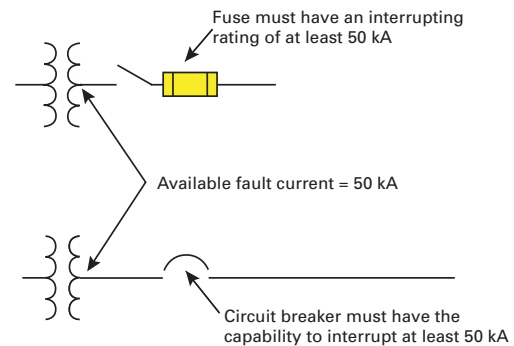 Fuse must have an interrupting
rating of at least 50 kA
Available fault current = 50 kA
Circuit breaker must have the
capability to interrupt at least 50 kA